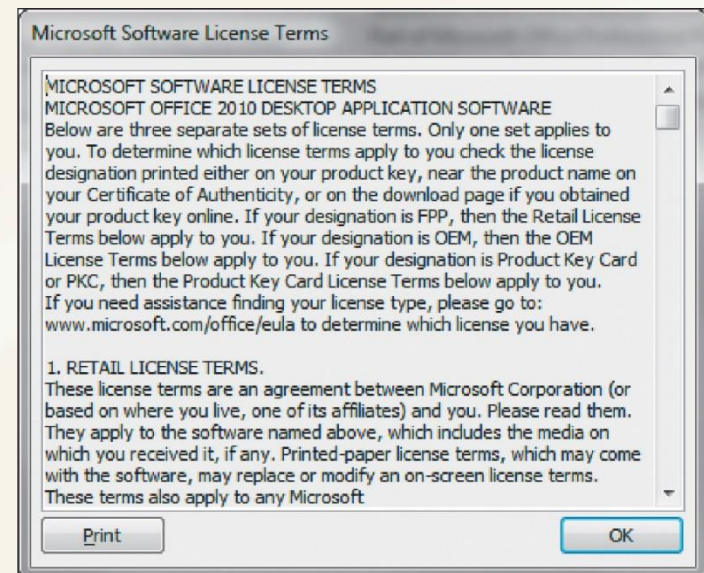 Microsoft Software License Terms
MICROSOFT SOFTWARE LICENSE TERMS
MICROSOFT OFFICE 2010 DESKTOP APPLICATION SOFTWARE
Below are three separate sets of license terms. Only one set applies to
you. To determine which license terms apply to you check the license
designation printed either on your product key, near the product name on
your Certificate of Authenticity, or on the download page if you obtained
your product key online. If your designation is FPP, then the Retail License
Terms below apply to you. If your designation is OEM, then the OEM
License Terms below apply to you. If your designation is Product Key Card
or PKC, then the Product Key Card License Terms below apply to you.
If you need assistance finding your license type, please go to:
www.microsoft.com/office/eula to determine which license you have.
1. RETAIL LICENSE TERMS.
These license terms are an agreement between Microsoft Corporation (or
based on where you live, one of its affiliates) and you. Please read them.
They apply to the software named above, which includes the media on
which you received it, if any. Printed-paper license terms, which may come
with the software, may replace or modify an on-screen license terms.
These terms also apply to any Microsoft
Print
OK